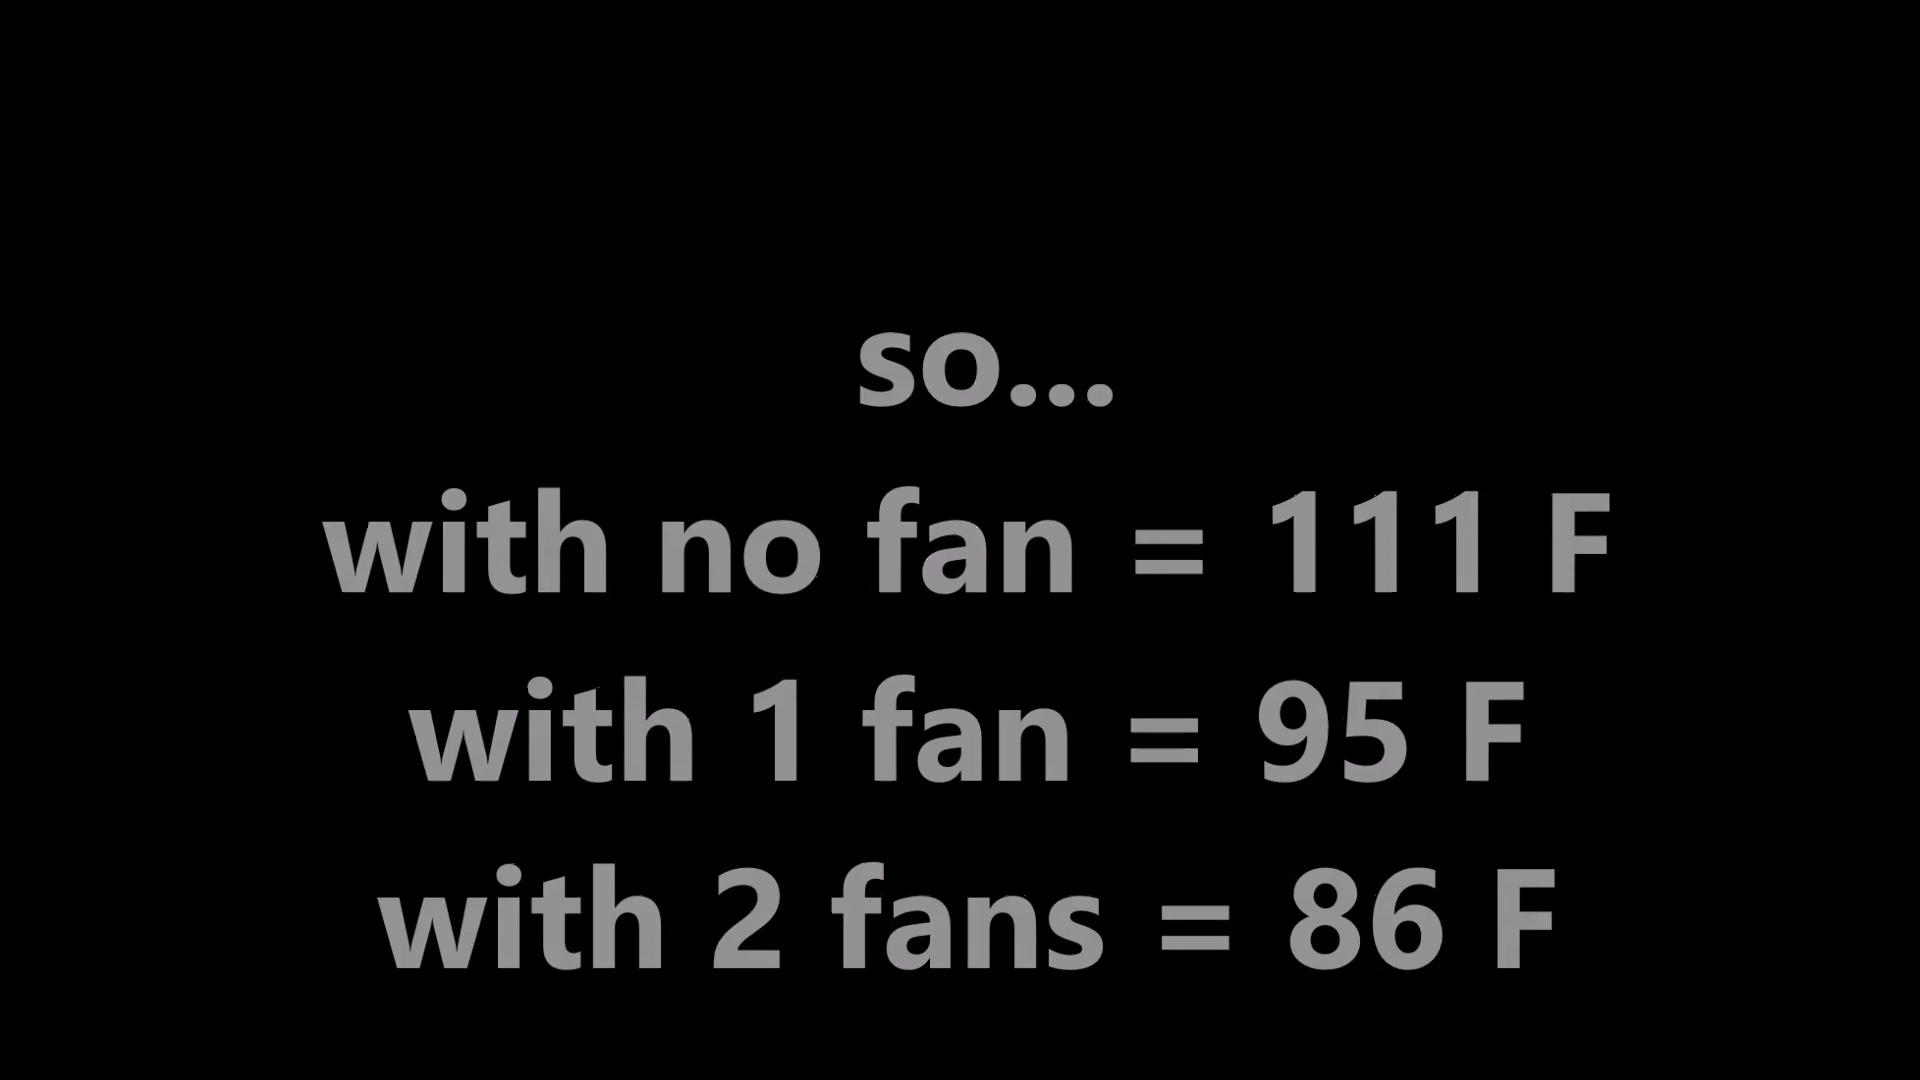 so...
with no fan = 111 F
with 1 fan = 95 F
with 2 fans = 86 F